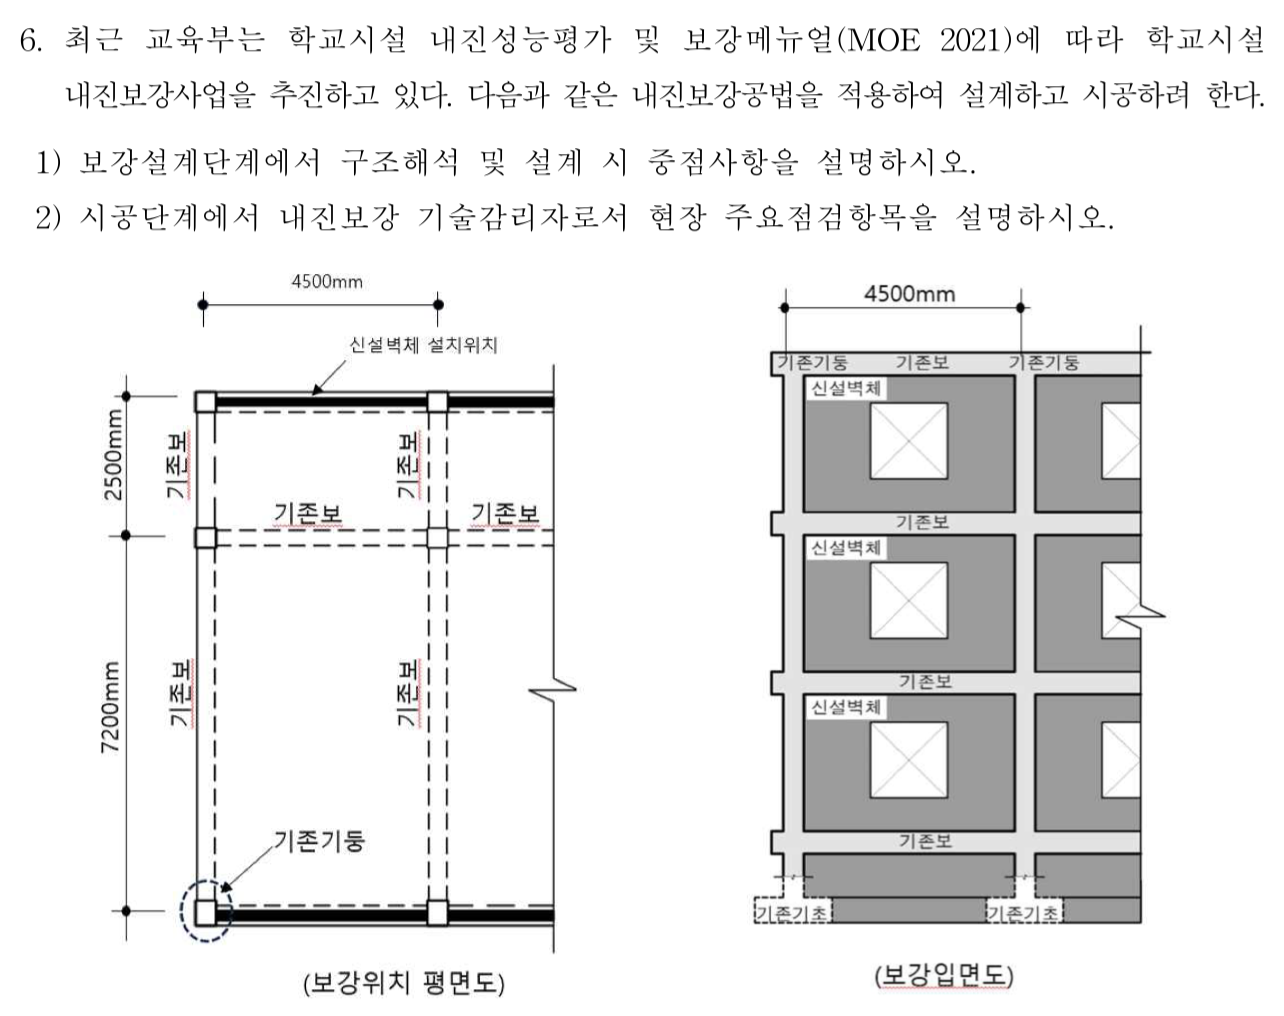 6. 최근 교육부는 학교시설 내진성능평가 및 보강메뉴얼(MOE 2021)에 따라 학교시설
내진보강사업을 추진하고 있다. 다음과 같은 내진보강공법을 적용하여 설계하고 시공하려 한다.
1) 보강설계단계에서 구조해석 및 설계 시 중점사항을 설명하시오.
2) 시공단계에서 내진보강 기술감리자로서 현장 주요점검항목을 설명하시오.
4500mm
신설벽체 설치위치
2500mm
기존보
기존보
기존보
기존보
7200mm
기존보
기존보
기존기둥
(보강위치 평면도)
4500mm
기존기둥
기존보
기존기둥
신설벽체
기존보
신설벽체
기존보
신설벽체
기존보
기존기초
기존기초
(보강입면도)